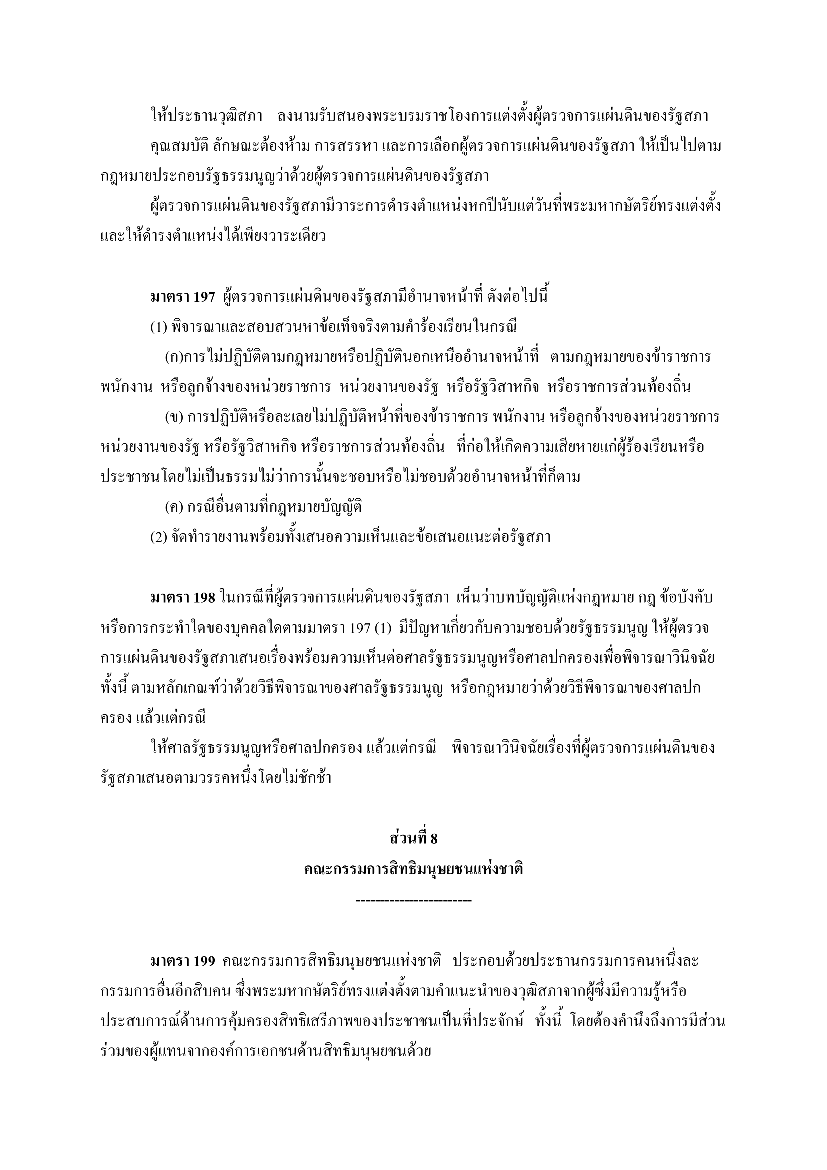 ให้ประธานวุฒิสภา ลงนามรับสนองพระบรมราชโองการแต่งตั้งผู้ตรวจการแผ่นดินของรัฐสภา
คุณสมบัติ ลักษณะต้องห้าม การสรรหา และการเลือกผู้ตรวจการแผ่นดินของรัฐสภา ให้เป็นไปตาม
กฎหมายประกอบรัฐธรรมนูญว่าด้วยผู้ตรวจการแผ่นดินของรัฐสภา
ผู้ตรวจการแผ่นดินของรัฐสภามีวาระการดำรงตำแหน่งหกปีนับแต่วันที่พระมหากษัตริย์ทรงแต่งตั้ง
และให้ดำรงตำแหน่งได้เพียงวาระเดียว
มาตรา 197 ผู้ตรวจการแผ่นดินของรัฐสภามีอำนาจหน้าที่ ดังต่อไปนี้
(1) พิจารณาและสอบสวนหาข้อเท็จจริงตามคำร้องเรียนในกรณี
(ก)การไม่ปฏิบัติตามกฎหมายหรือปฏิบัตินอกเหนืออำนาจหน้าที่ ตามกฎหมายของข้าราชการ
พนักงาน หรือลูกจ้างของหน่วยราชการ หน่วยงานของรัฐ หรือรัฐวิสาหกิจ หรือราชการส่วนท้องถิ่น
(ข) การปฏิบัติหรือละเลยไม่ปฏิบัติหน้าที่ของข้าราชการ พนักงาน หรือลูกจ้างของหน่วยราชการ
หน่วยงานของรัฐ หรือรัฐวิสาหกิจ หรือราชการส่วนท้องถิ่น ที่ก่อให้เกิดความเสียหายแก่ผู้ร้องเรียนหรือ
ประชาชนโดยไม่เป็นธรรมไม่ว่าการนั้นจะชอบหรือไม่ชอบด้วยอำนาจหน้าที่ก็ตาม
(ค) กรณีอื่นตามที่กฎหมายบัญญัติ
(2) จัดทำรายงานพร้อมทั้งเสนอความเห็นและข้อเสนอแนะต่อรัฐสภา
มาตรา 198 ในกรณีที่ผู้ตรวจการแผ่นดินของรัฐสภา เห็นว่าบทบัญญัติแห่งกฎหมาย กฎ ข้อบังคับ
หรือการกระทำใดของบุคคลใดตามมาตรา 197 (1) มีปัญหาเกี่ยวกับความชอบด้วยรัฐธรรมนูญ ให้ผู้ตรวจ
การแผ่นดินของรัฐสภาเสนอเรื่องพร้อมความเห็นต่อศาลรัฐธรรมนูญหรือศาลปกครองเพื่อพิจารณาวินิจฉัย
ทั้งนี้ ตามหลักเกณฑ์ว่าด้วยวิธีพิจารณาของศาลรัฐธรรมนูญ หรือกฎหมายว่าด้วยวิธีพิจารณาของศาลปก
ครอง แล้วแต่กรณี
ให้ศาลรัฐธรรมนูญหรือศาลปกครอง แล้วแต่กรณี พิจารณาวินิจฉัยเรื่องที่ผู้ตรวจการแผ่นดินของ
รัฐสภาเสนอตามวรรคหนึ่งโดยไม่ชักช้า
ส่วนที่ 8
คณะกรรมการสิทธิมนุษยชนแห่งชาติ
------------------------
มาตรา 199 คณะกรรมการสิทธิมนุษยชนแห่งชาติ ประกอบด้วยประธานกรรมการคนหนึ่งละ
กรรมการอื่นอีกสิบคน ซึ่งพระมหากษัตริย์ทรงแต่งตั้งตามคำแนะนำของวุฒิสภาจากผู้ซึ่งมีความรู้หรือ
ประสบการณ์ด้านการคุ้มครองสิทธิเสรีภาพของประชาชนเป็นที่ประจักษ์ ทั้งนี้ โดยต้องคำนึงถึงการมีส่วน
ร่วมของผู้แทนจากองค์การเอกชนด้านสิทธิมนุษยชนด้วย